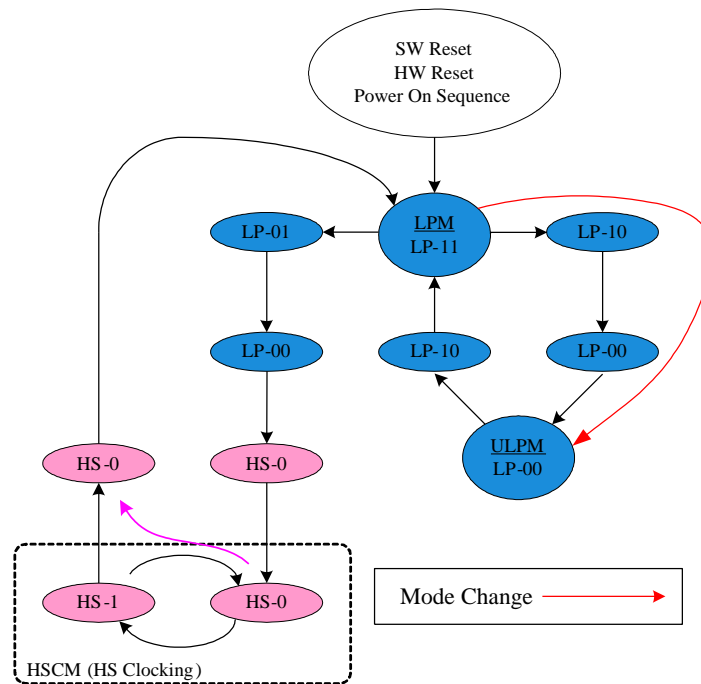 SW Reset
HW Reset
Power On Sequence
LP-01
LPM
LP-11
LP-10
LP-00
LP-10
LP-00
HS-0
HS-0
ULPM
LP-00
HS-1
HS-0
HSCM (HS Clocking)
Mode Change